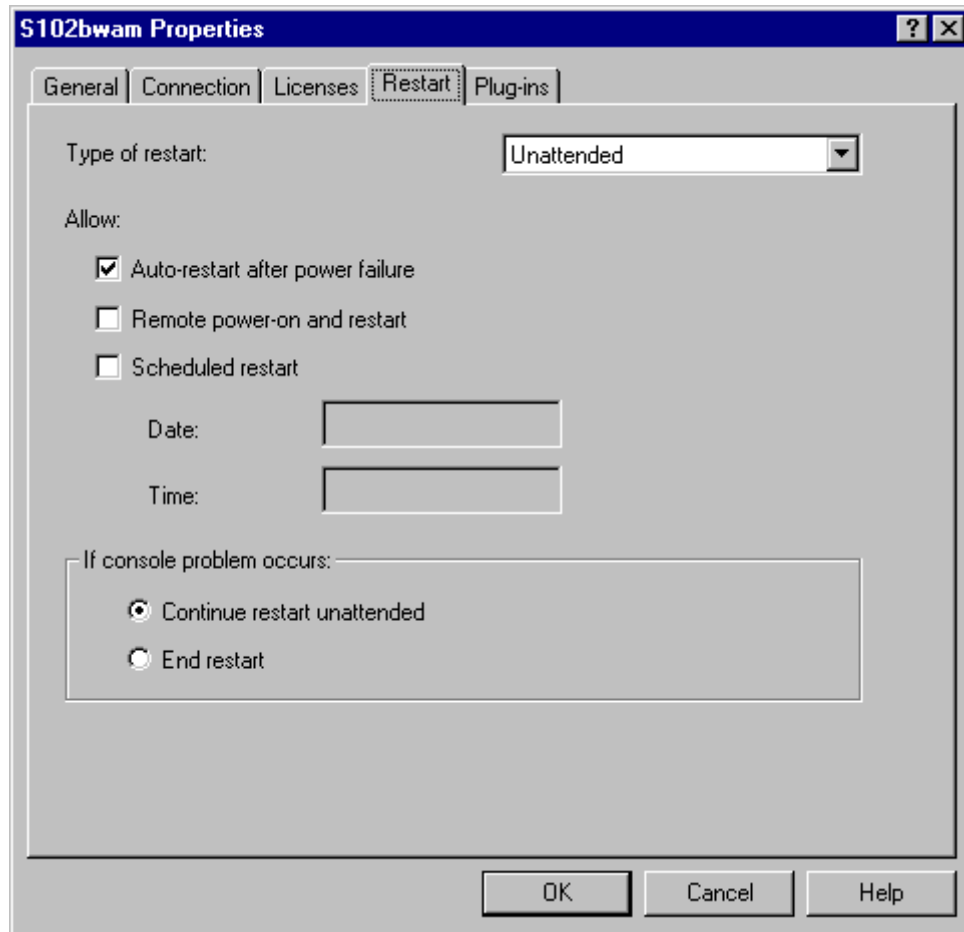 S102bwam Properties
General Connection Licenses Restart Plug-ins
Type of restart: Unattended
Allow:
Auto-restart after power failure
Remote power-on and restart
Scheduled restart
Date:
Time:
If console problem occurs:
Continue restart unattended
End restart
OK Cancel Help